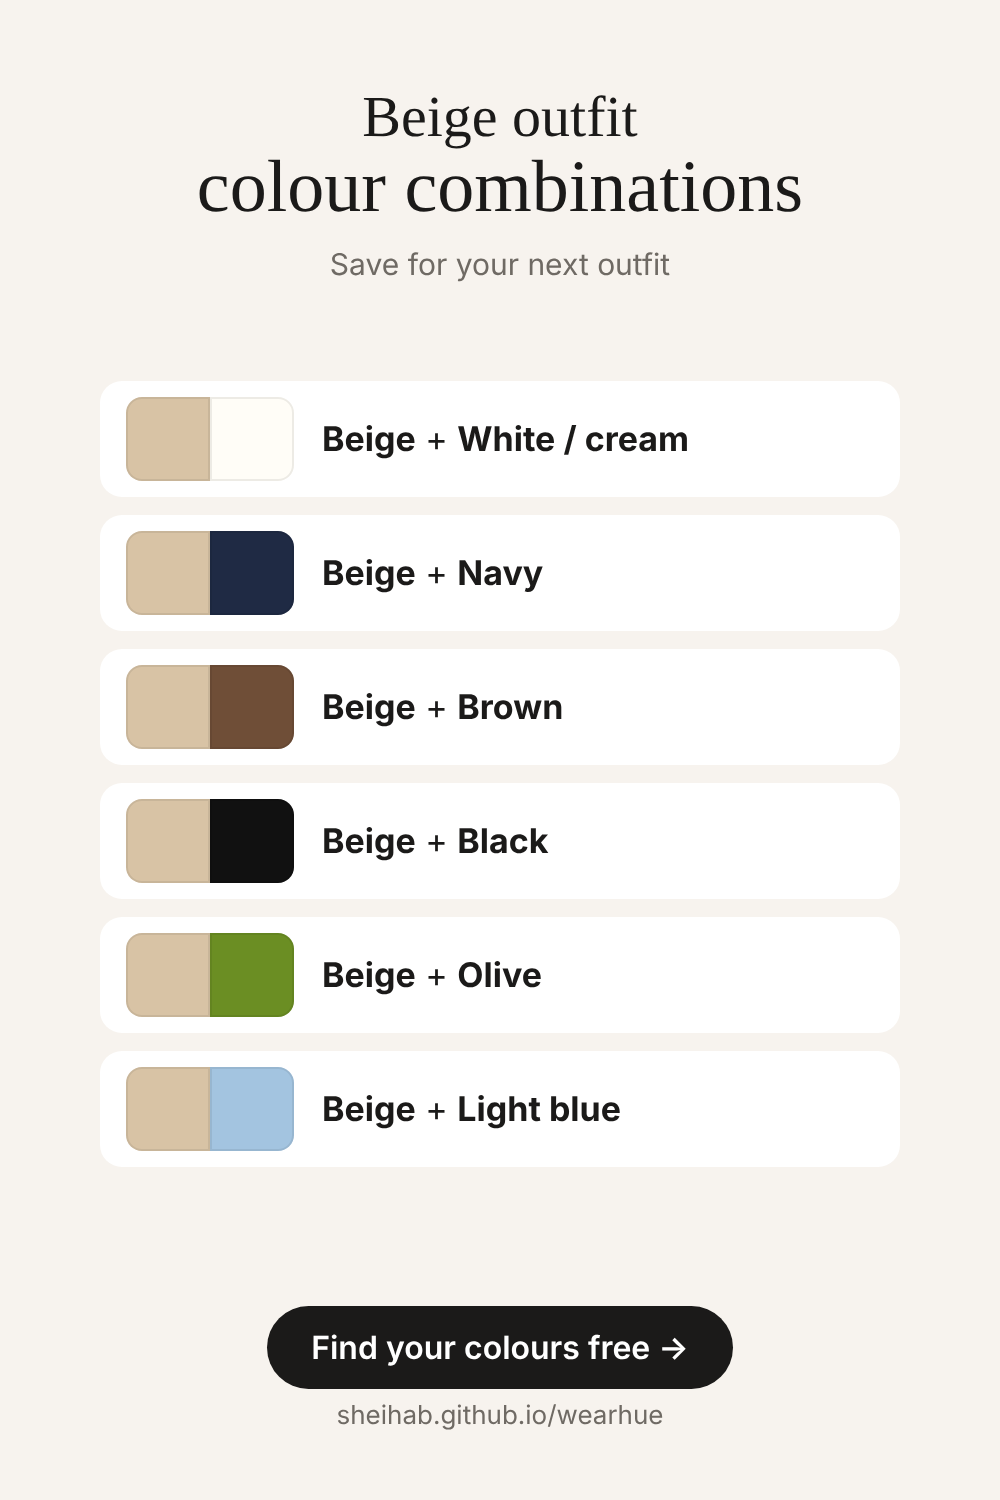 Beige outfit
colour combinations
Save for your next outfit
Beige + White / cream
Beige + Navy
Beige + Brown
Beige + Black
Beige + Olive
Beige + Light blue
Find your colours free →
sheihab.github.io/wearhue